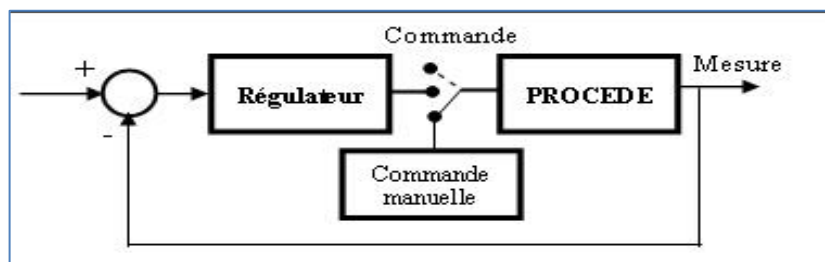 Commande
Mesure
+
Régulateur
PROCEDE
-
Commande
manuelle